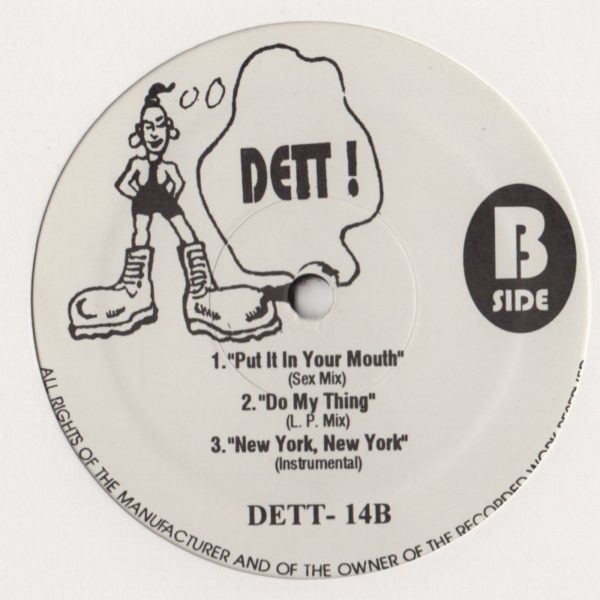 DETT !
B
SIDE
1."Put It In Your Mouth"
(Sex Mix)
2."Do My Thing"
(L. P. Mix)
3."New York, New York"
(Instrumental)
DETT- 14B
ALL RIGHTS OF THE MANUFACTURER AND OF THE OWNER OF THE RECORDED WORK RESERVED